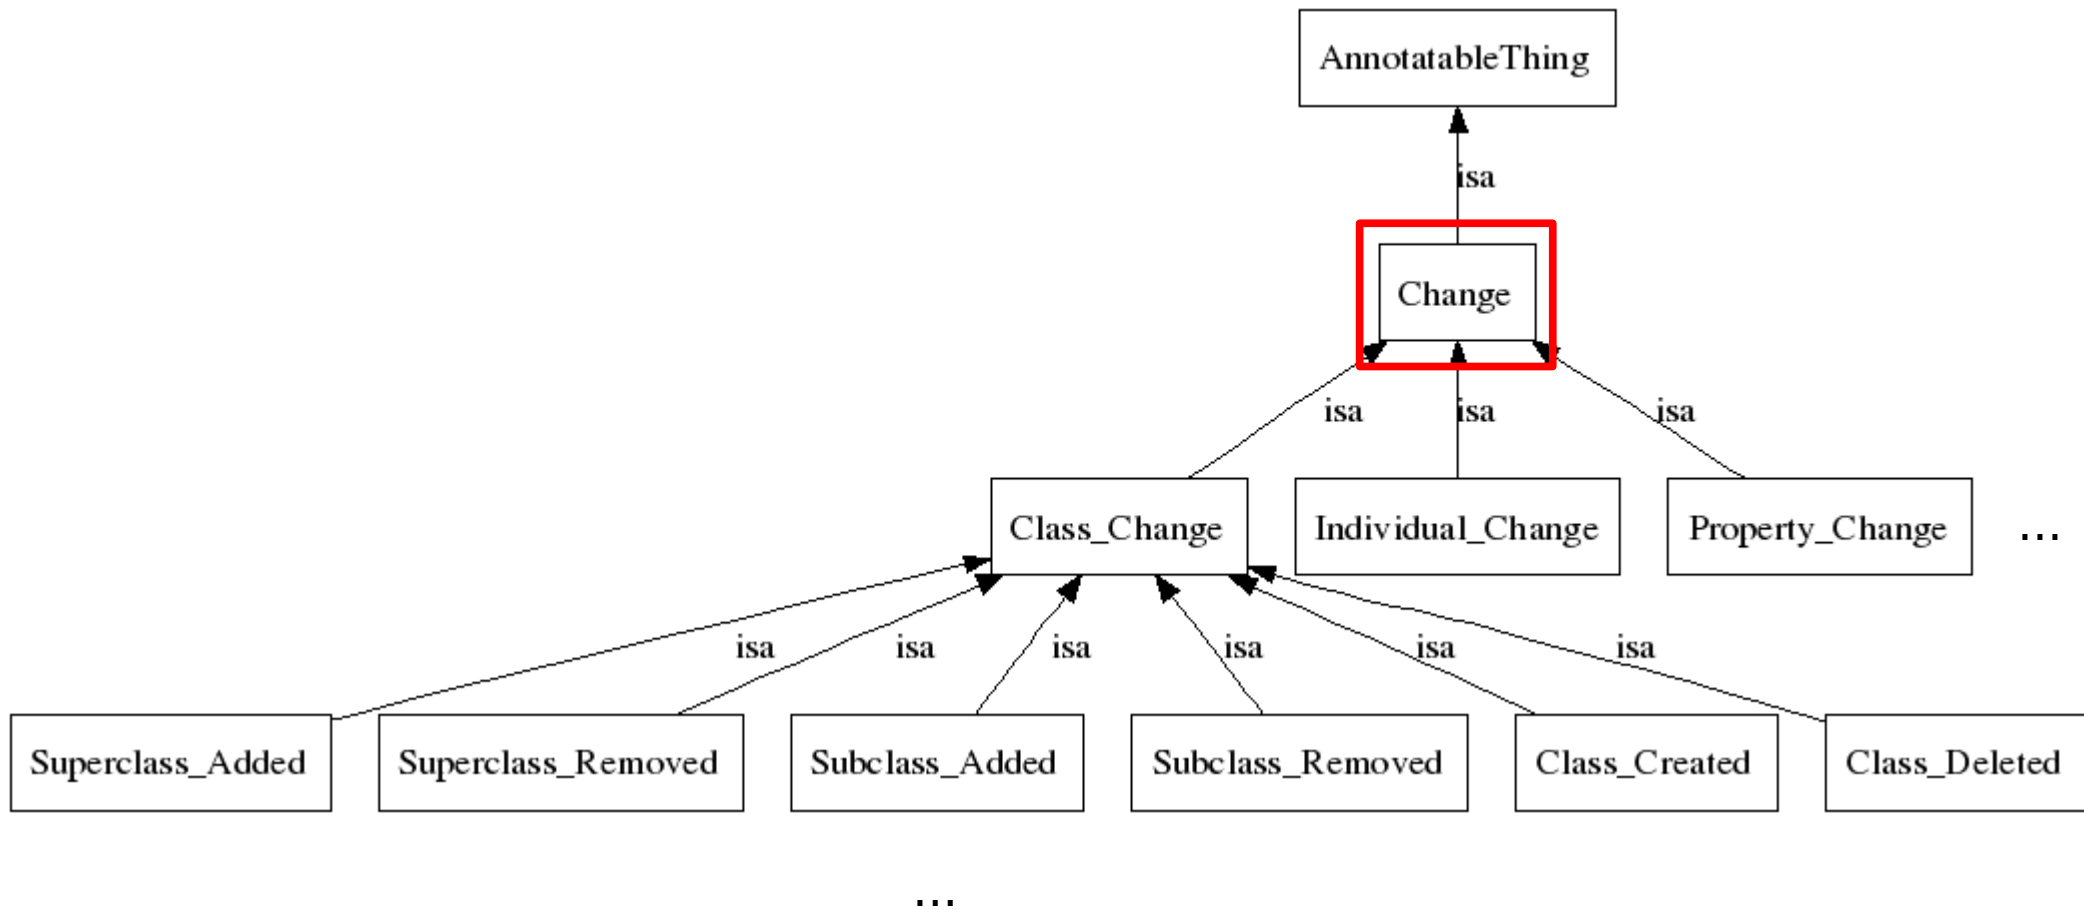 AnnotatableThing
isa
Change
isa isa isa
Class_Change Individual_Change Property_Change ...
isa isa isa isa isa isa
Superclass_Added Superclass_Removed Subclass_Added Subclass_Removed Class_Created Class_Deleted
...